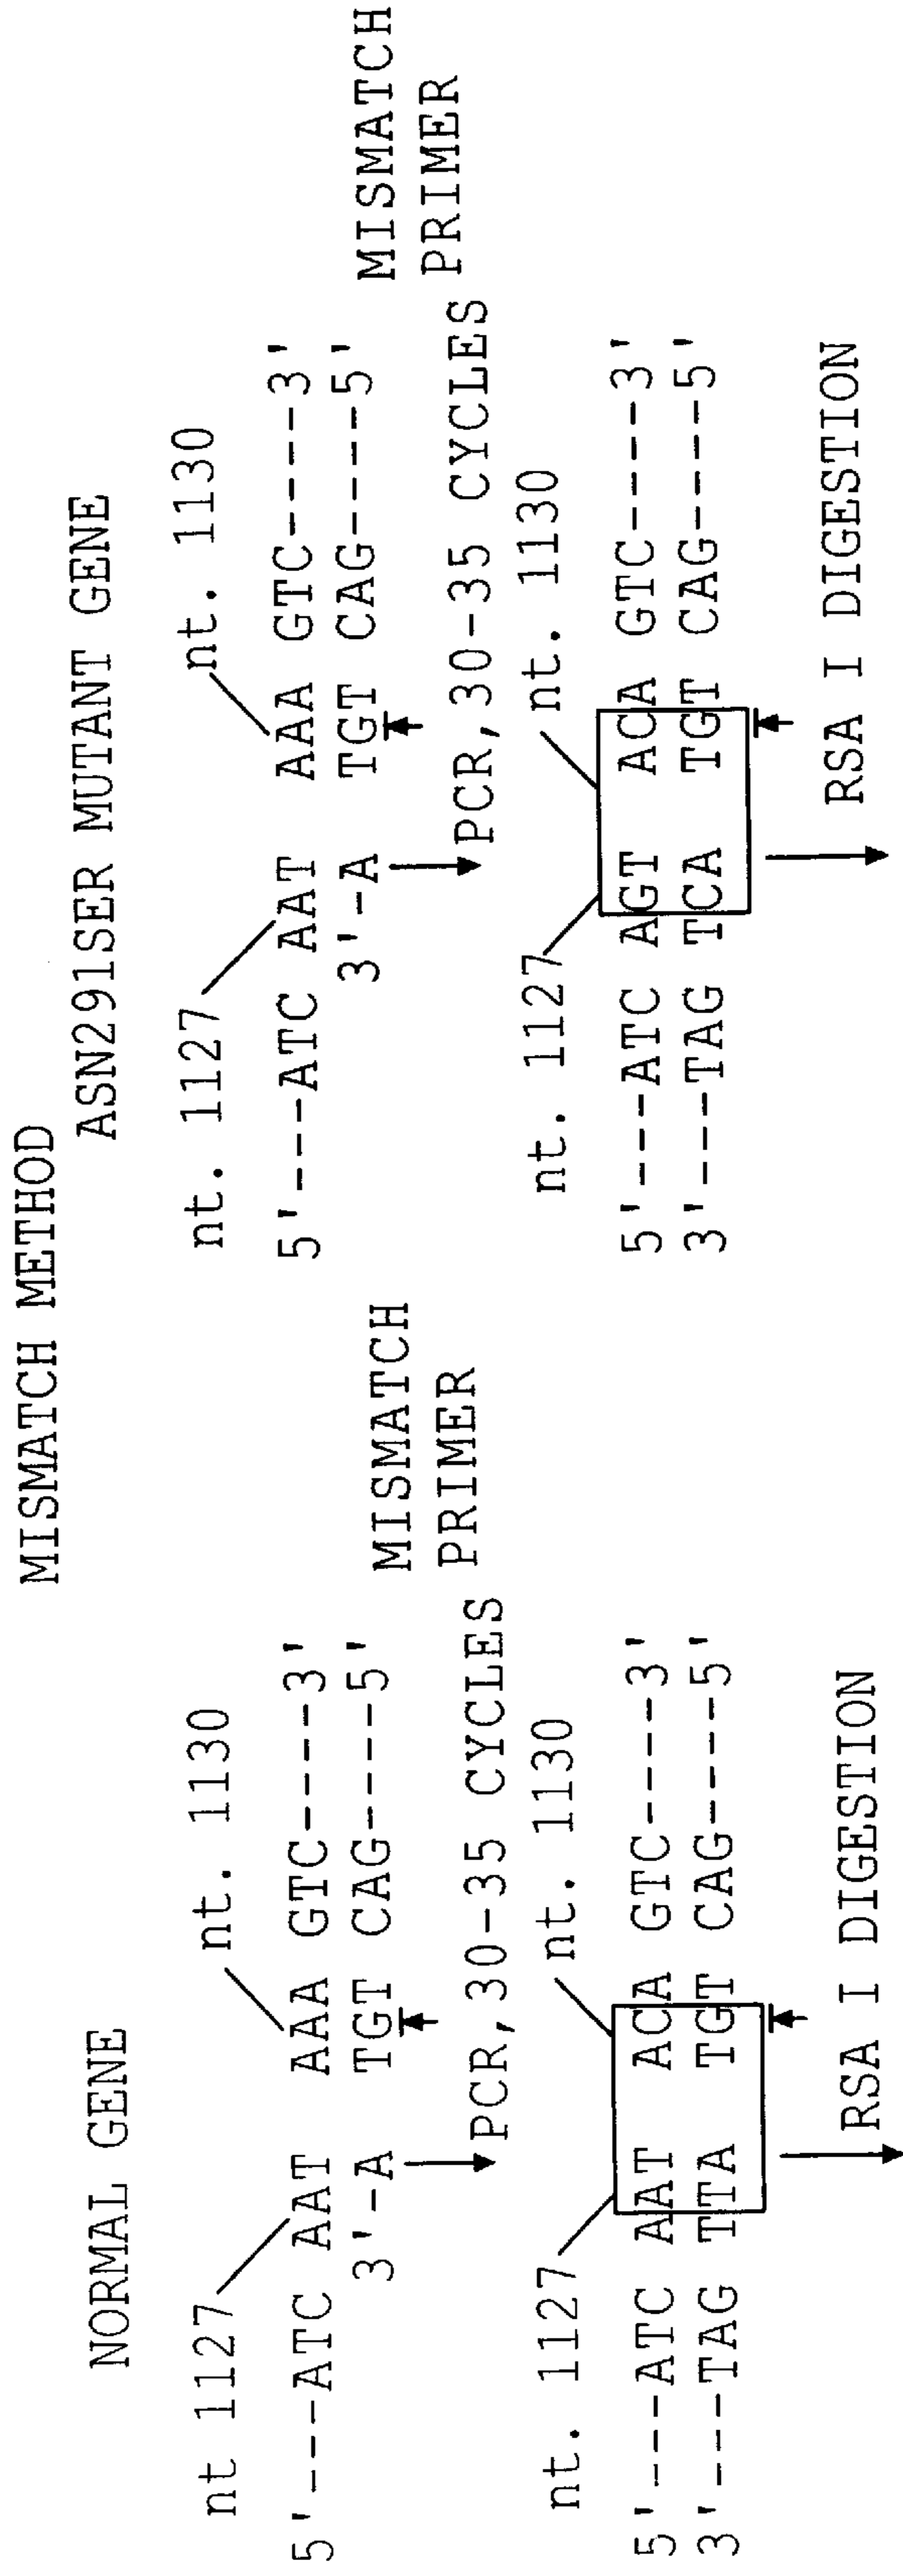 MISMATCH METHOD
NORMAL GENE
nt 1127 nt. 1130
5'----ATC AAT AAA GTC-----3'
3'-A TGT CAG----5'
MISMATCH
PRIMER
PCR,30-35 CYCLES
nt. 1127 nt. 1130
5'----ATC AAT ACA GTC-----3'
3'----TAG TTA TGT CAG----5'
RSA I DIGESTION
ASN291SER MUTANT GENE
nt. 1127 nt. 1130
5'----ATC AAT AAA GTC-----3'
3'-A TGT CAG-----5'
MISMATCH
PRIMER
PCR,30-35 CYCLES
nt. 1127 nt. 1130
5'----ATC AGT ACA GTC----3'
3'----TAG TCA TGT CAG----5'
RSA I DIGESTION